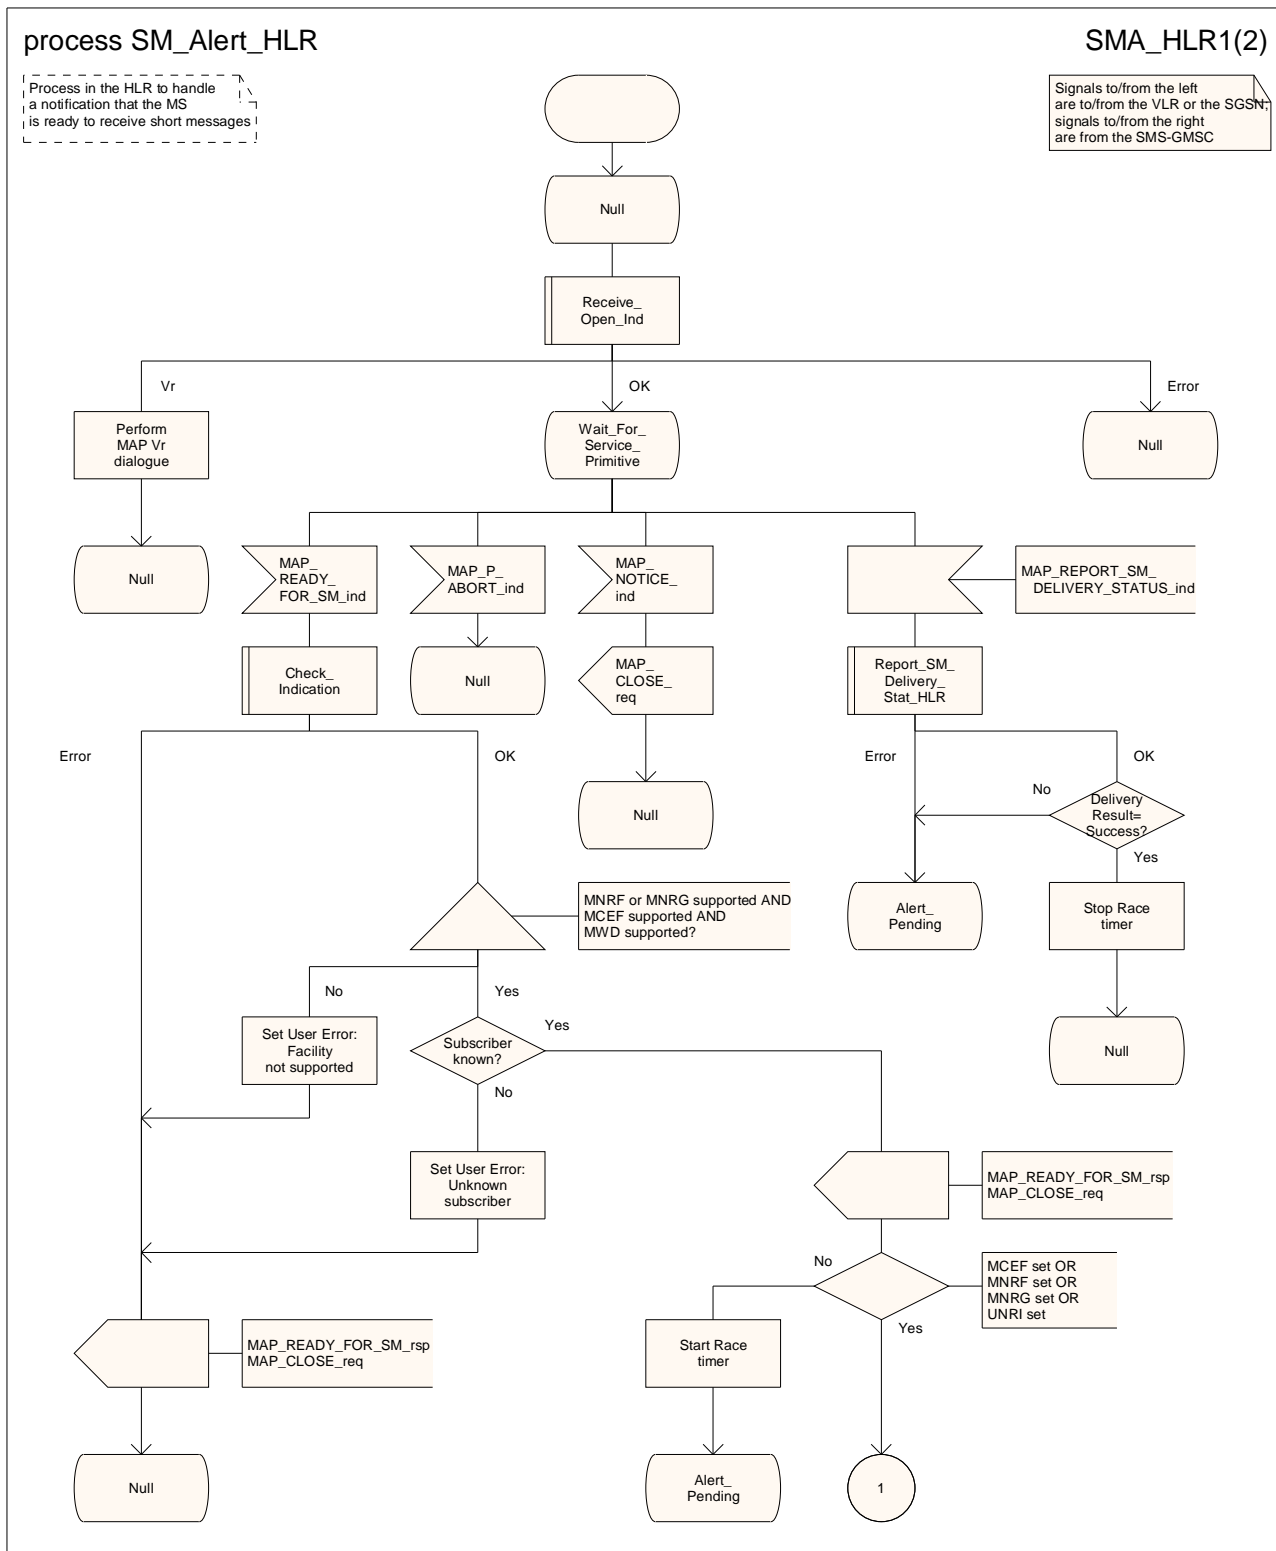 process SM_Alert_HLR
SMA_HLR1(2)
Process in the HLR to handle
a notification that the MS
is ready to receive short messages
Signals to/from the left
are to/from the VLR or the SGSN;
signals to/from the right
are from the SMS-GMSC
Null
Receive_
Open_Ind
Vr
OK
Error
Perform
MAP Vr
dialogue
Wait_For_
Service_
Primitive
Null
Null
MAP_
READY_
FOR_SM_ind
MAP_P_
ABORT_ind
MAP_
NOTICE_
ind
MAP_REPORT_SM_
DELIVERY_STATUS_ind
Check_
Indication
Null
MAP_
CLOSE_
req
Report_SM_
Delivery_
Stat_HLR
Error
OK
Error
OK
Null
No
Delivery
Result=
Success?
Yes
MNRF or MNRG supported AND
MCEF supported AND
MWD supported?
Alert_
Pending
Stop Race
timer
No
Yes
Set User Error:
Facility
not supported
Subscriber
known?
Yes
No
Null
Set User Error:
Unknown
subscriber
MAP_READY_FOR_SM_rsp
MAP_CLOSE_req
No
MCEF set OR
MNRF set OR
MNRG set OR
UNRI set
Yes
MAP_READY_FOR_SM_rsp
MAP_CLOSE_req
Start Race
timer
Null
Alert_
Pending
1